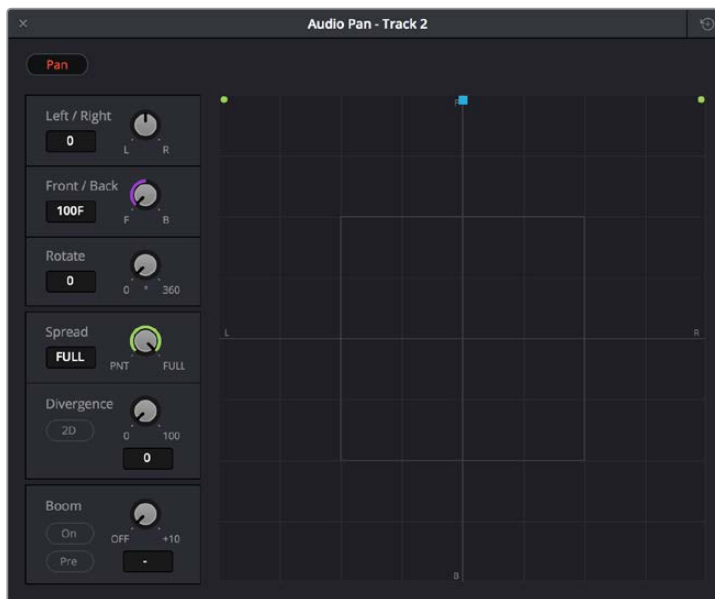 Audio Pan - Track 2
Pan
Left / Right
0
L R
Front / Back
100F
F B
Rotate
0
0 ° 360
Spread
FULL
PNT FULL
Divergence
2D
0 100
0
Boom
On
OFF +10
Pre
-
F
L
R
B